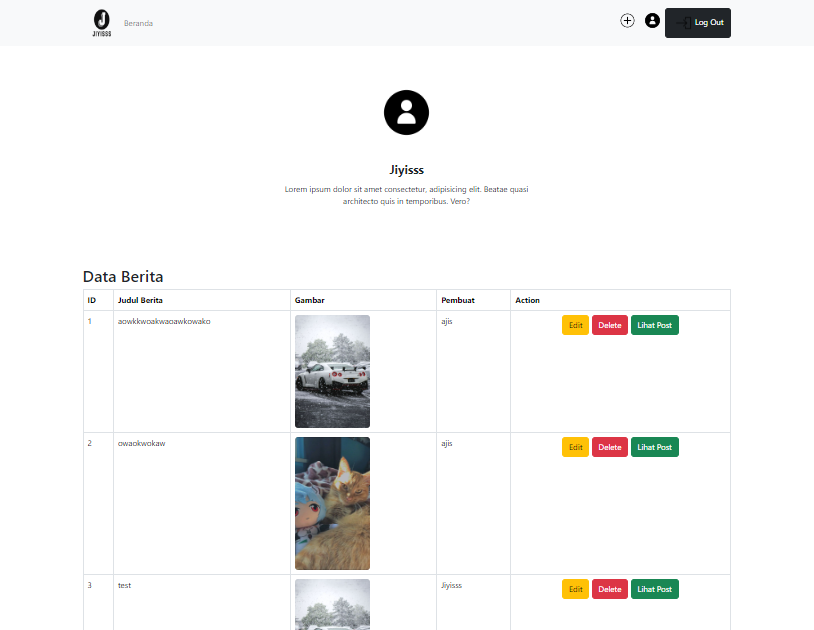 JIYISSS
Beranda
Log Out
Jiyisss
Lorem ipsum dolor sit amet consectetur, adipisicing elit. Beatae quasi
architecto quis in temporibus. Vero?
Data Berita
ID Judul Berita Gambar Pembuat Action
1 aowkkwoakwaoawkowako ajis Edit Delete Lihat Post
2 owaokwokaw ajis Edit Delete Lihat Post
3 test Jiyisss Edit Delete Lihat Post